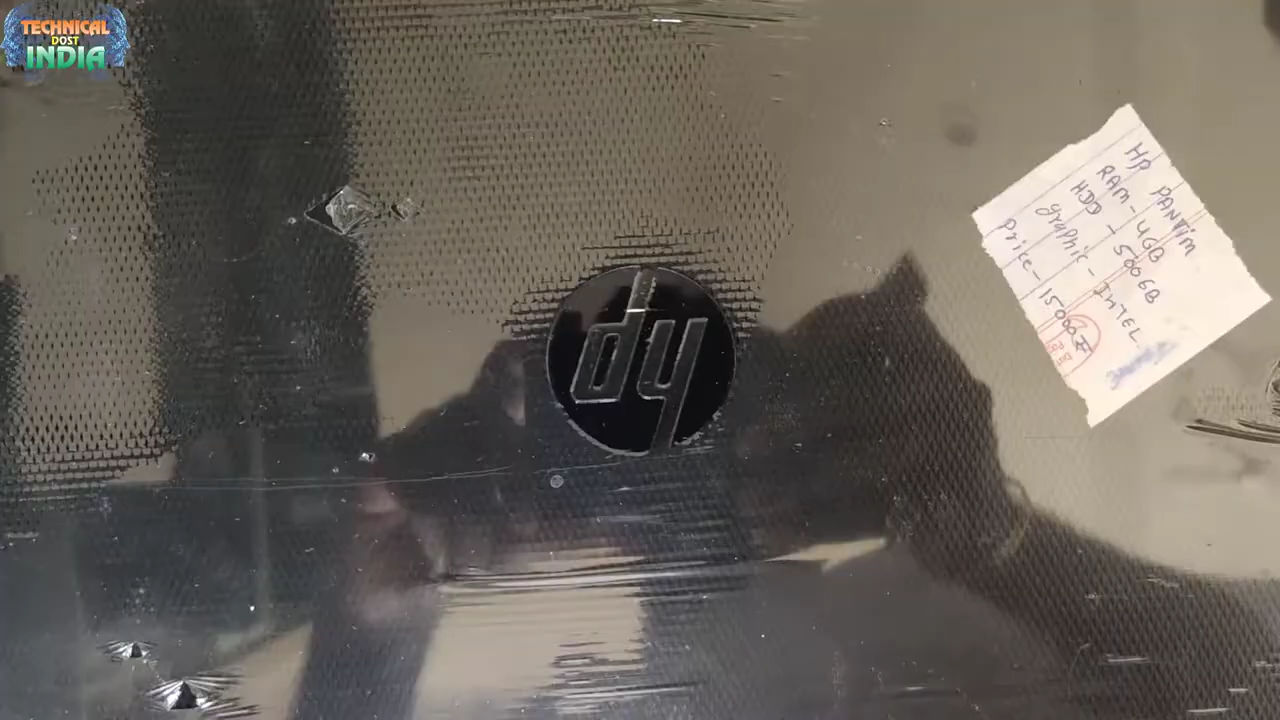 TECHNICAL
DOST
INDIA
hp
HP PANTIM
RAM - 4GB
HDD - 500GB
graphic - INTEL
Price - 15000